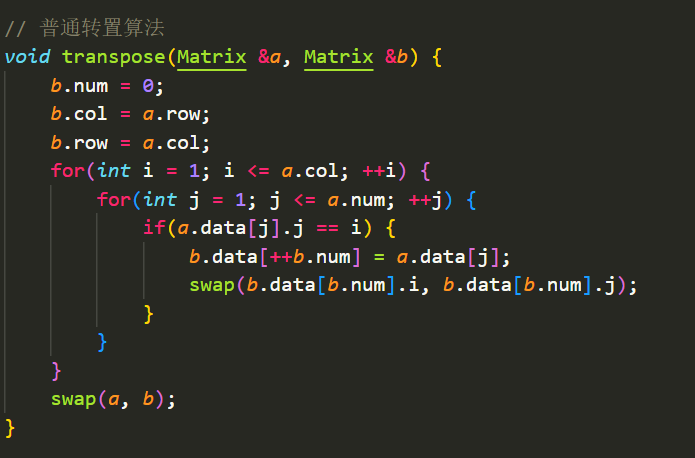 // 普通转置算法
void transpose(Matrix &a, Matrix &b) {
    b.num = 0;
    b.col = a.row;
    b.row = a.col;
    for(int i = 1; i <= a.col; ++i) {
        for(int j = 1; j <= a.num; ++j) {
            if(a.data[j].j == i) {
                b.data[++b.num] = a.data[j];
                swap(b.data[b.num].i, b.data[b.num].j);
            }
        }
    }
    swap(a, b);
}